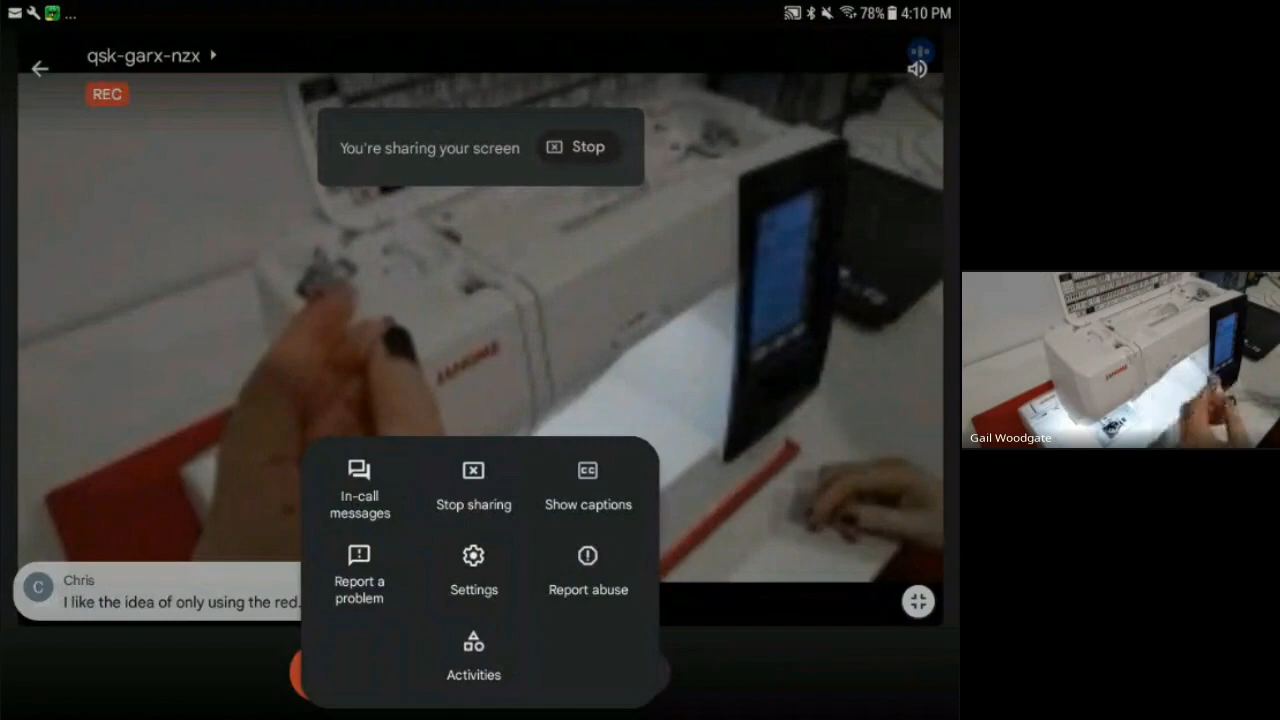 ...
78% 4:10 PM
qsk-garx-nzx
REC
You're sharing your screen
Stop
JANOME
In-call
messages
Stop sharing
Show captions
Report a
problem
Settings
Report abuse
Activities
C
Chris
I like the idea of only using the red.
JANOME
Gail Woodgate